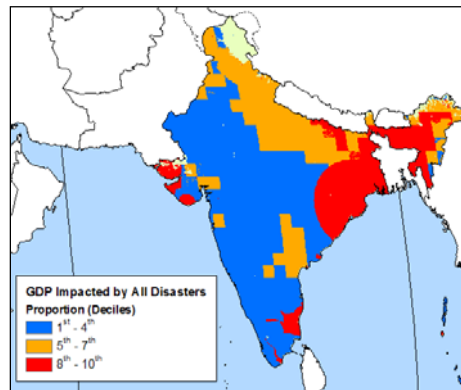 GDP Impacted by All Disasters
Proportion (Deciles)
1st - 4th
5th - 7th
8th - 10th